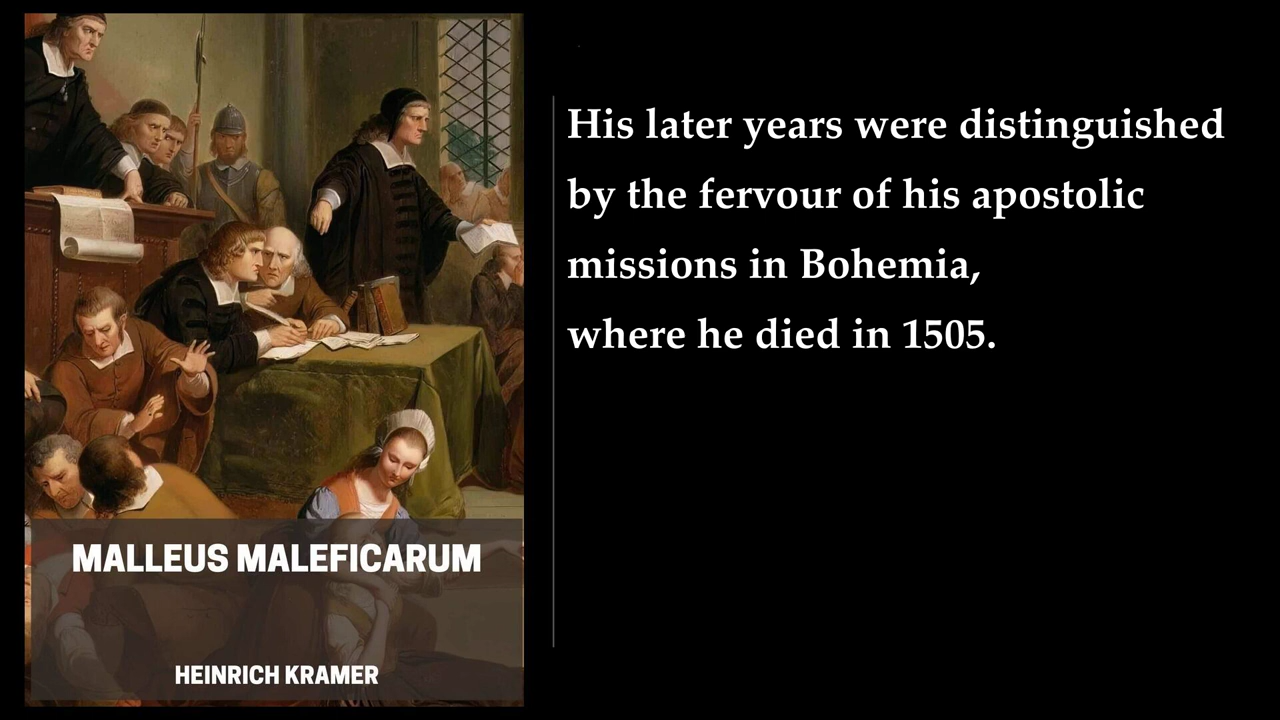 His later years were distinguished
by the fervour of his apostolic
missions in Bohemia,
where he died in 1505.
MALLEUS MALEFICARUM
HEINRICH KRAMER